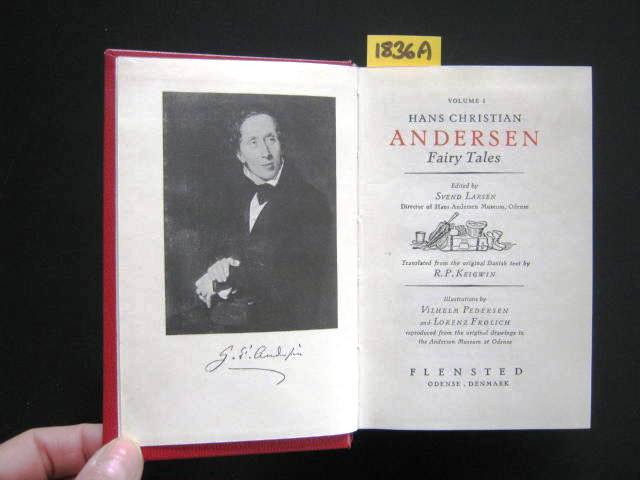 1836A
VOLUME I
HANS CHRISTIAN
ANDERSEN
Fairy Tales
Edited by
SVEND LARSEN
Director of Hans Andersen Museum, Odense
Translated from the original Danish text by
R. P. KEIGWIN
Illustrations by
VILHELM PEDERSEN
and LORENZ FRØLICH
reproduced from the original drawings in
the Andersen Museum at Odense
FLENSTED
ODENSE, DENMARK